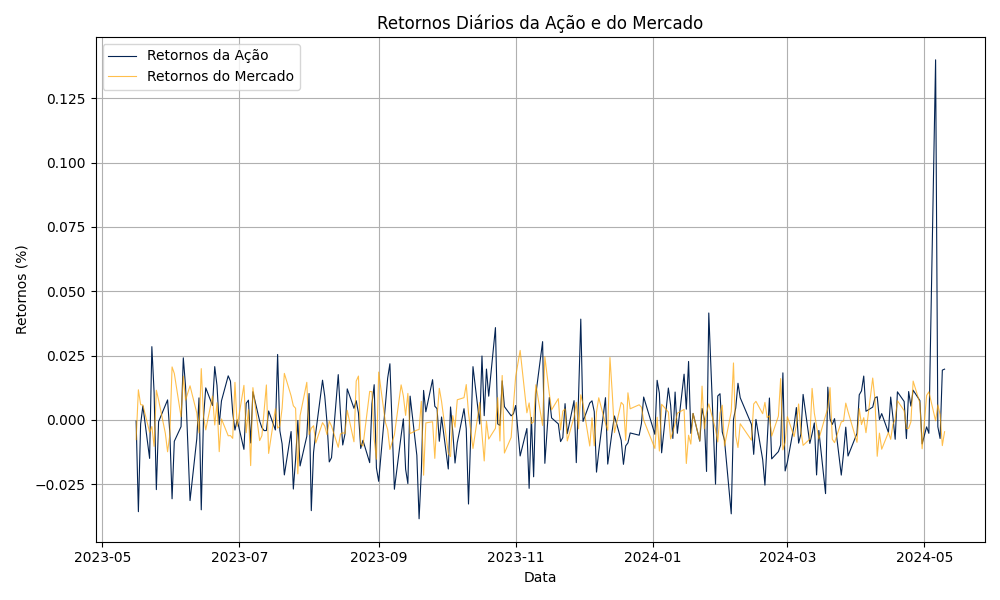 Retornos Diários da Ação e do Mercado
Retornos da Ação
Retornos do Mercado
Retornos (%)
0.125
0.100
0.075
0.050
0.025
0.000
−0.025
2023-05
2023-07
2023-09
2023-11
2024-01
2024-03
2024-05
Data